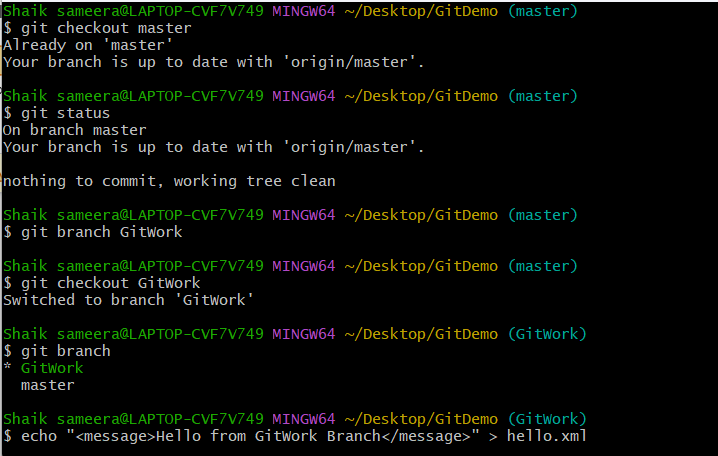 Shaik sameera@LAPTOP-CVF7V749 MINGW64 ~/Desktop/GitDemo (master)
$ git checkout master
Already on 'master'
Your branch is up to date with 'origin/master'.
Shaik sameera@LAPTOP-CVF7V749 MINGW64 ~/Desktop/GitDemo (master)
$ git status
On branch master
Your branch is up to date with 'origin/master'.
nothing to commit, working tree clean
Shaik sameera@LAPTOP-CVF7V749 MINGW64 ~/Desktop/GitDemo (master)
$ git branch GitWork
Shaik sameera@LAPTOP-CVF7V749 MINGW64 ~/Desktop/GitDemo (master)
$ git checkout GitWork
Switched to branch 'GitWork'
Shaik sameera@LAPTOP-CVF7V749 MINGW64 ~/Desktop/GitDemo (GitWork)
$ git branch
* GitWork
  master
Shaik sameera@LAPTOP-CVF7V749 MINGW64 ~/Desktop/GitDemo (GitWork)
$ echo "<message>Hello from GitWork Branch</message>" > hello.xml